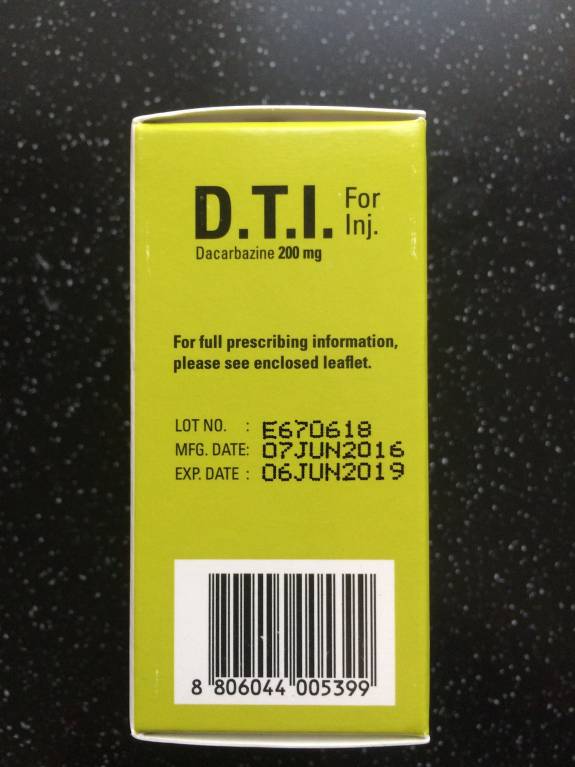 D.T.I. For Inj.
Dacarbazine 200 mg
For full prescribing information,
please see enclosed leaflet.
LOT NO. : E670618
MFG. DATE: 07JUN2016
EXP. DATE : 06JUN2019
8 806044 005399